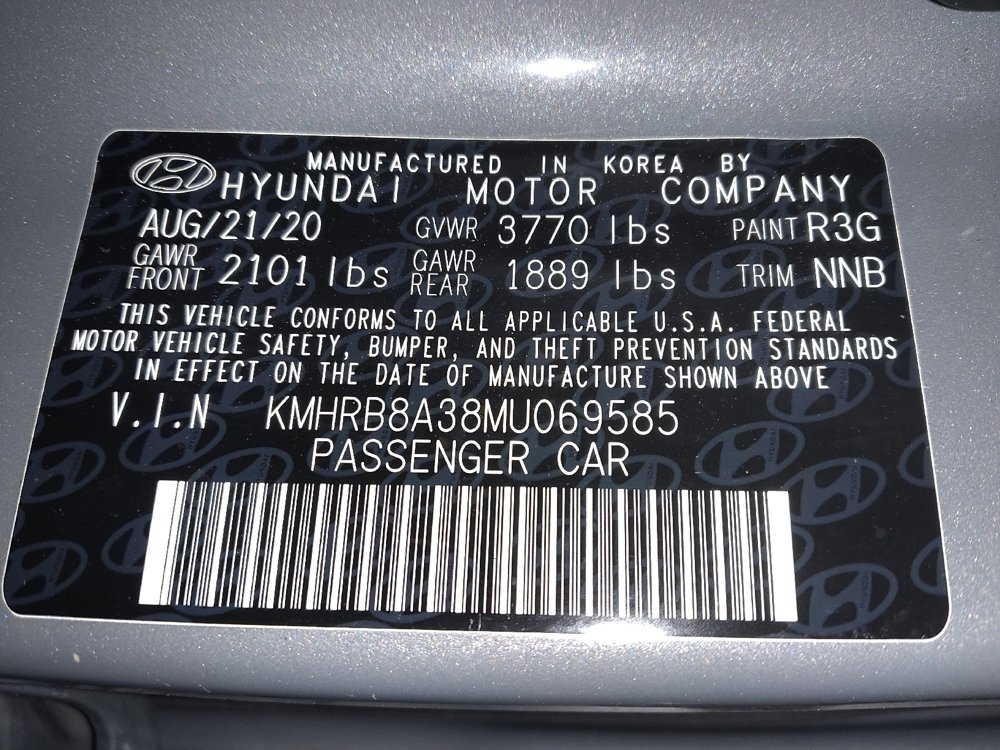 MANUFACTURED IN KOREA BY
HYUNDAI MOTOR COMPANY
AUG/21/20 GVWR 3770 lbs PAINT R3G
GAWR FRONT 2101 lbs GAWR REAR 1889 lbs TRIM NNB
THIS VEHICLE CONFORMS TO ALL APPLICABLE U.S.A. FEDERAL
MOTOR VEHICLE SAFETY, BUMPER, AND THEFT PREVENTION STANDARDS
IN EFFECT ON THE DATE OF MANUFACTURE SHOWN ABOVE
V.I.N KMHRB8A38MU069585
PASSENGER CAR